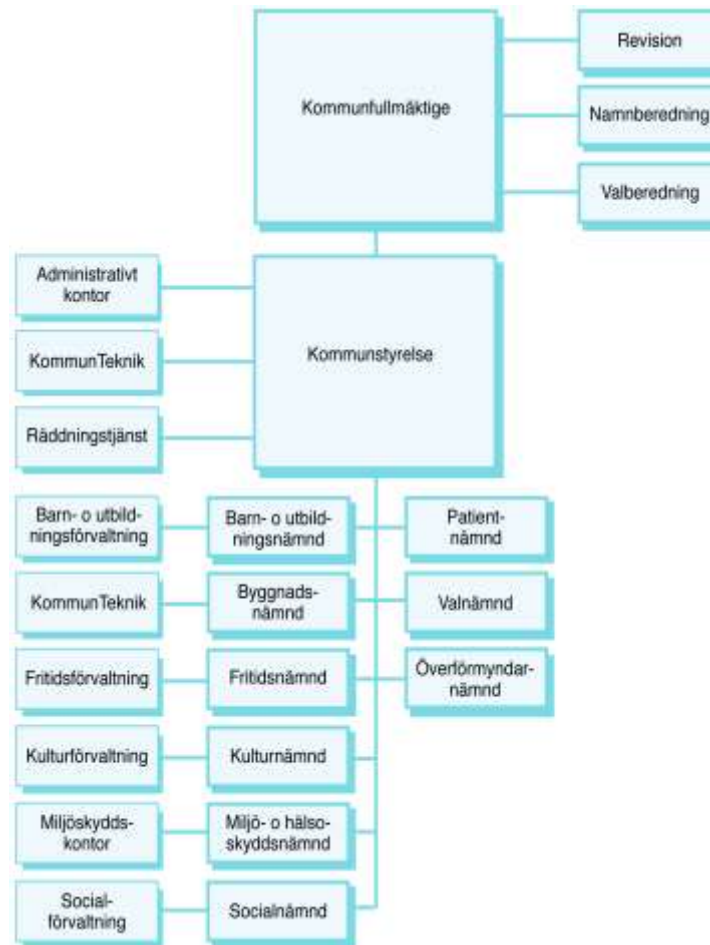 Kommunfullmäktige
Revision
Namnberedning
Valberedning
Administrativt
kontor
KommunTeknik
Räddningstjänst
Kommunstyrelse
Barn- o utbild-
ningsförvaltning
Barn- o utbild-
ningsnämnd
Patient-
nämnd
KommunTeknik
Byggnads-
nämnd
Valnämnd
Fritidsförvaltning
Fritidsnämnd
Överförmyndar-
nämnd
Kulturförvaltning
Kulturnämnd
Miljöskydds-
kontor
Miljö- o hälso-
skyddsnämnd
Social-
förvaltning
Socialnämnd